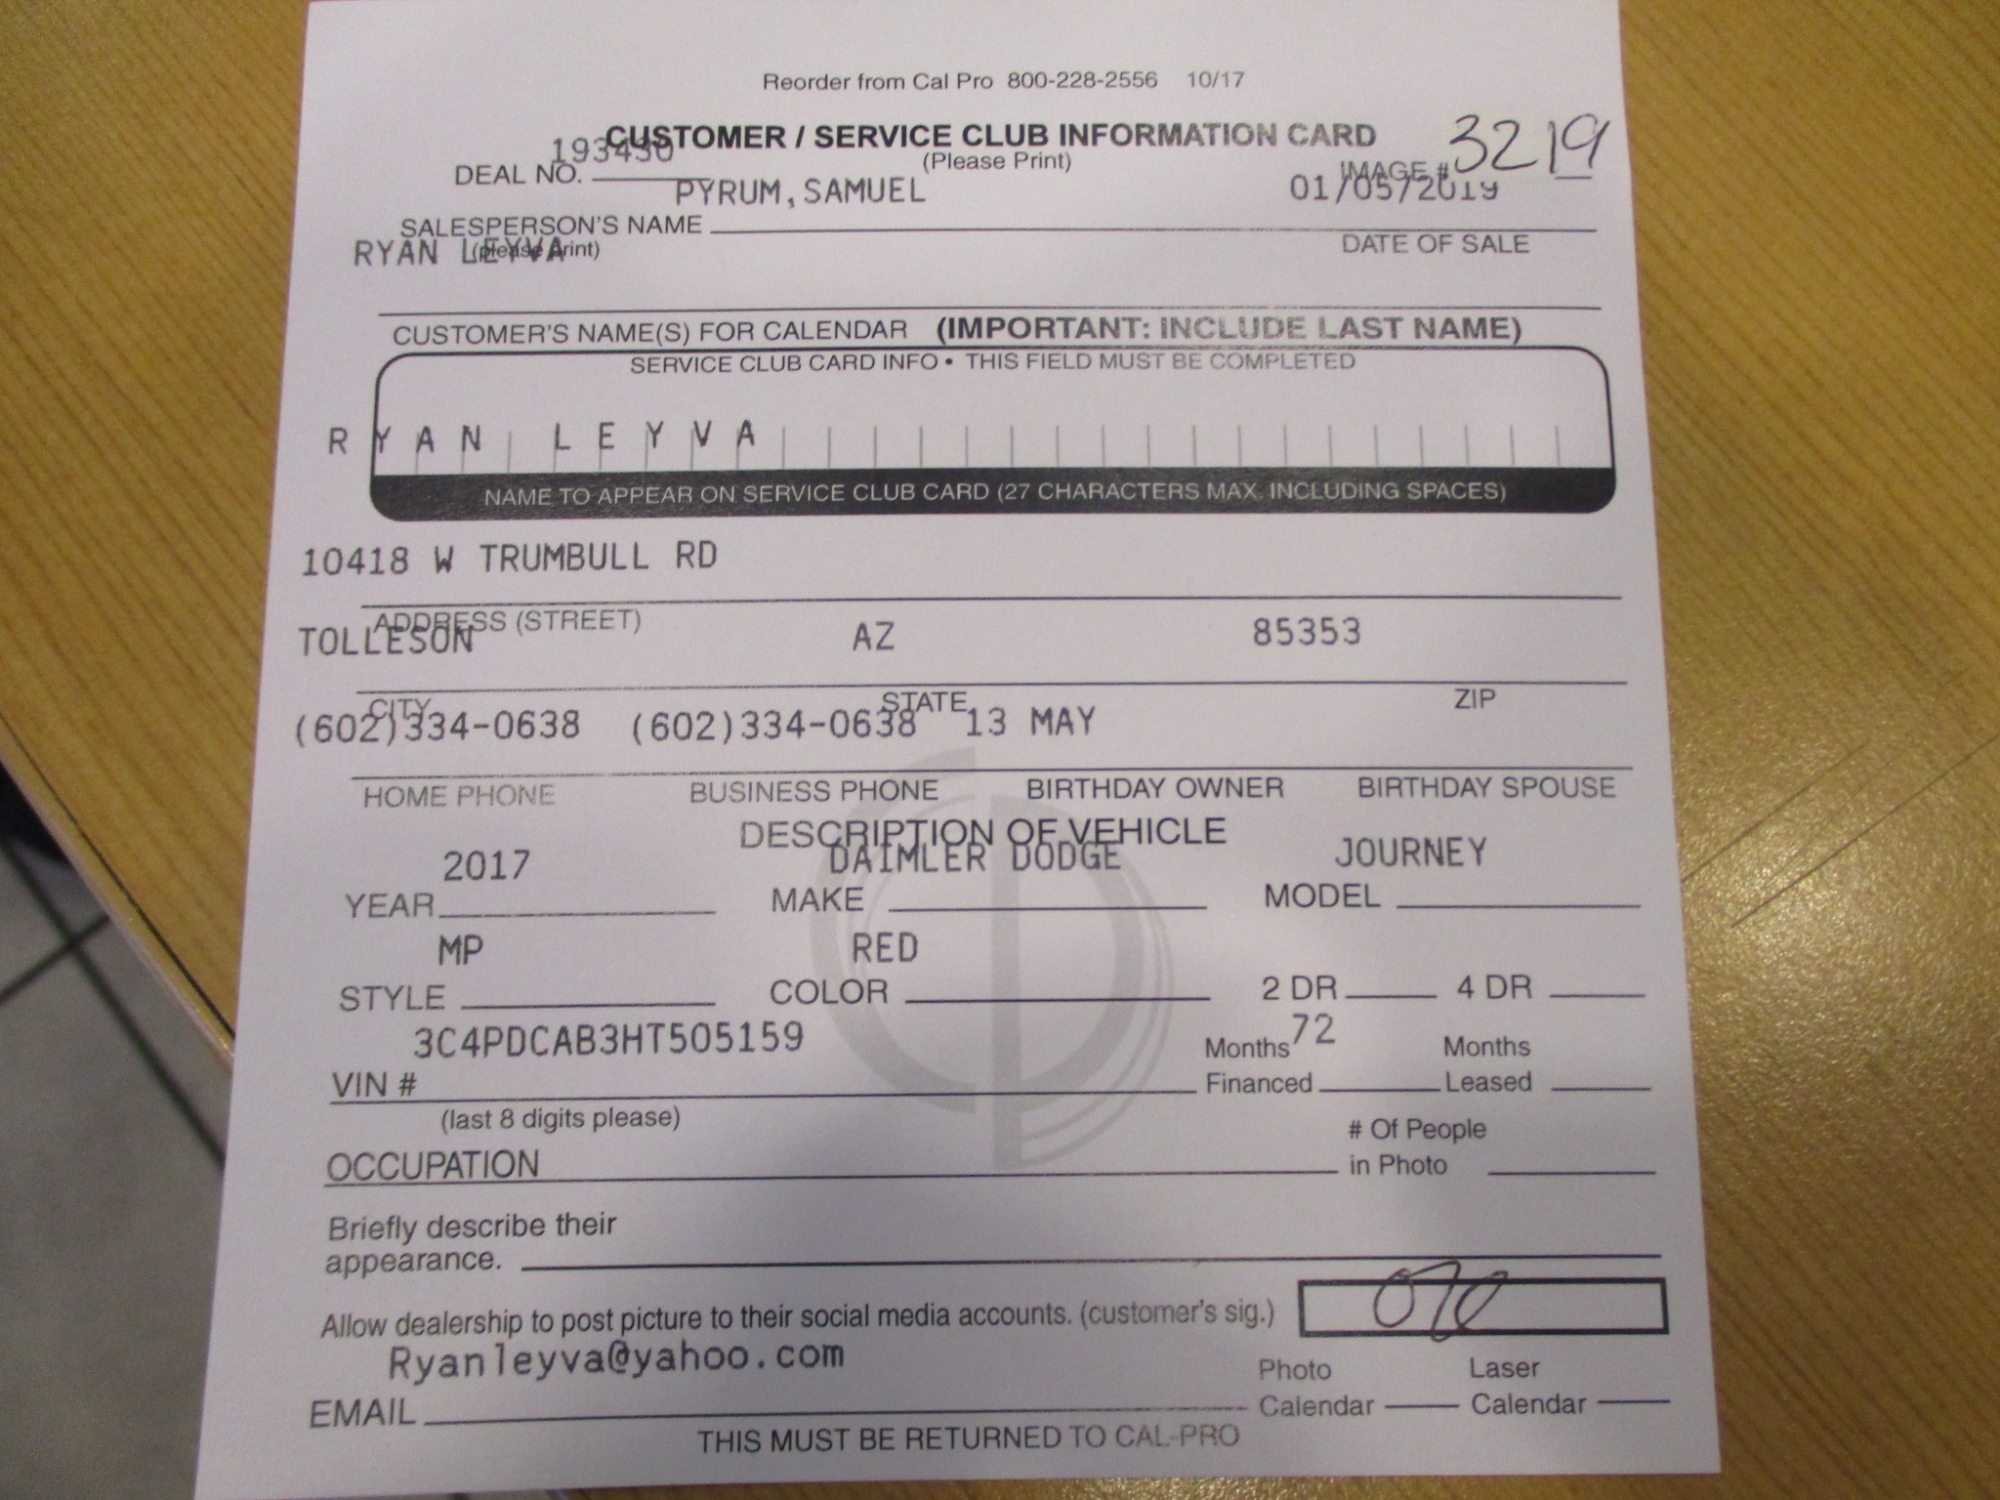 Reorder from Cal Pro 800-228-2556 10/17
CUSTOMER / SERVICE CLUB INFORMATION CARD
(Please Print)
DEAL NO. 193430
IMAGE # 3219
PYRUM, SAMUEL 01/05/2019
SALESPERSON'S NAME
(please print)
DATE OF SALE
RYAN LEYVA
CUSTOMER'S NAME(S) FOR CALENDAR (IMPORTANT: INCLUDE LAST NAME)
SERVICE CLUB CARD INFO • THIS FIELD MUST BE COMPLETED
RYAN LEYVA
NAME TO APPEAR ON SERVICE CLUB CARD (27 CHARACTERS MAX. INCLUDING SPACES)
10418 W TRUMBULL RD
ADDRESS (STREET)
TOLLESON AZ 85353
CITY STATE ZIP
(602)334-0638 (602)334-0638 13 MAY
HOME PHONE BUSINESS PHONE BIRTHDAY OWNER BIRTHDAY SPOUSE
DESCRIPTION OF VEHICLE
2017 DAIMLER DODGE JOURNEY
YEAR MAKE MODEL
MP RED
STYLE COLOR 2 DR 4 DR
3C4PDCAB3HT505159 72
VIN # Months Financed Months Leased
(last 8 digits please)
OCCUPATION # Of People in Photo
Briefly describe their
appearance.
Allow dealership to post picture to their social media accounts. (customer's sig.)
Ryanleyva@yahoo.com
EMAIL Photo Calendar Laser Calendar
THIS MUST BE RETURNED TO CAL-PRO